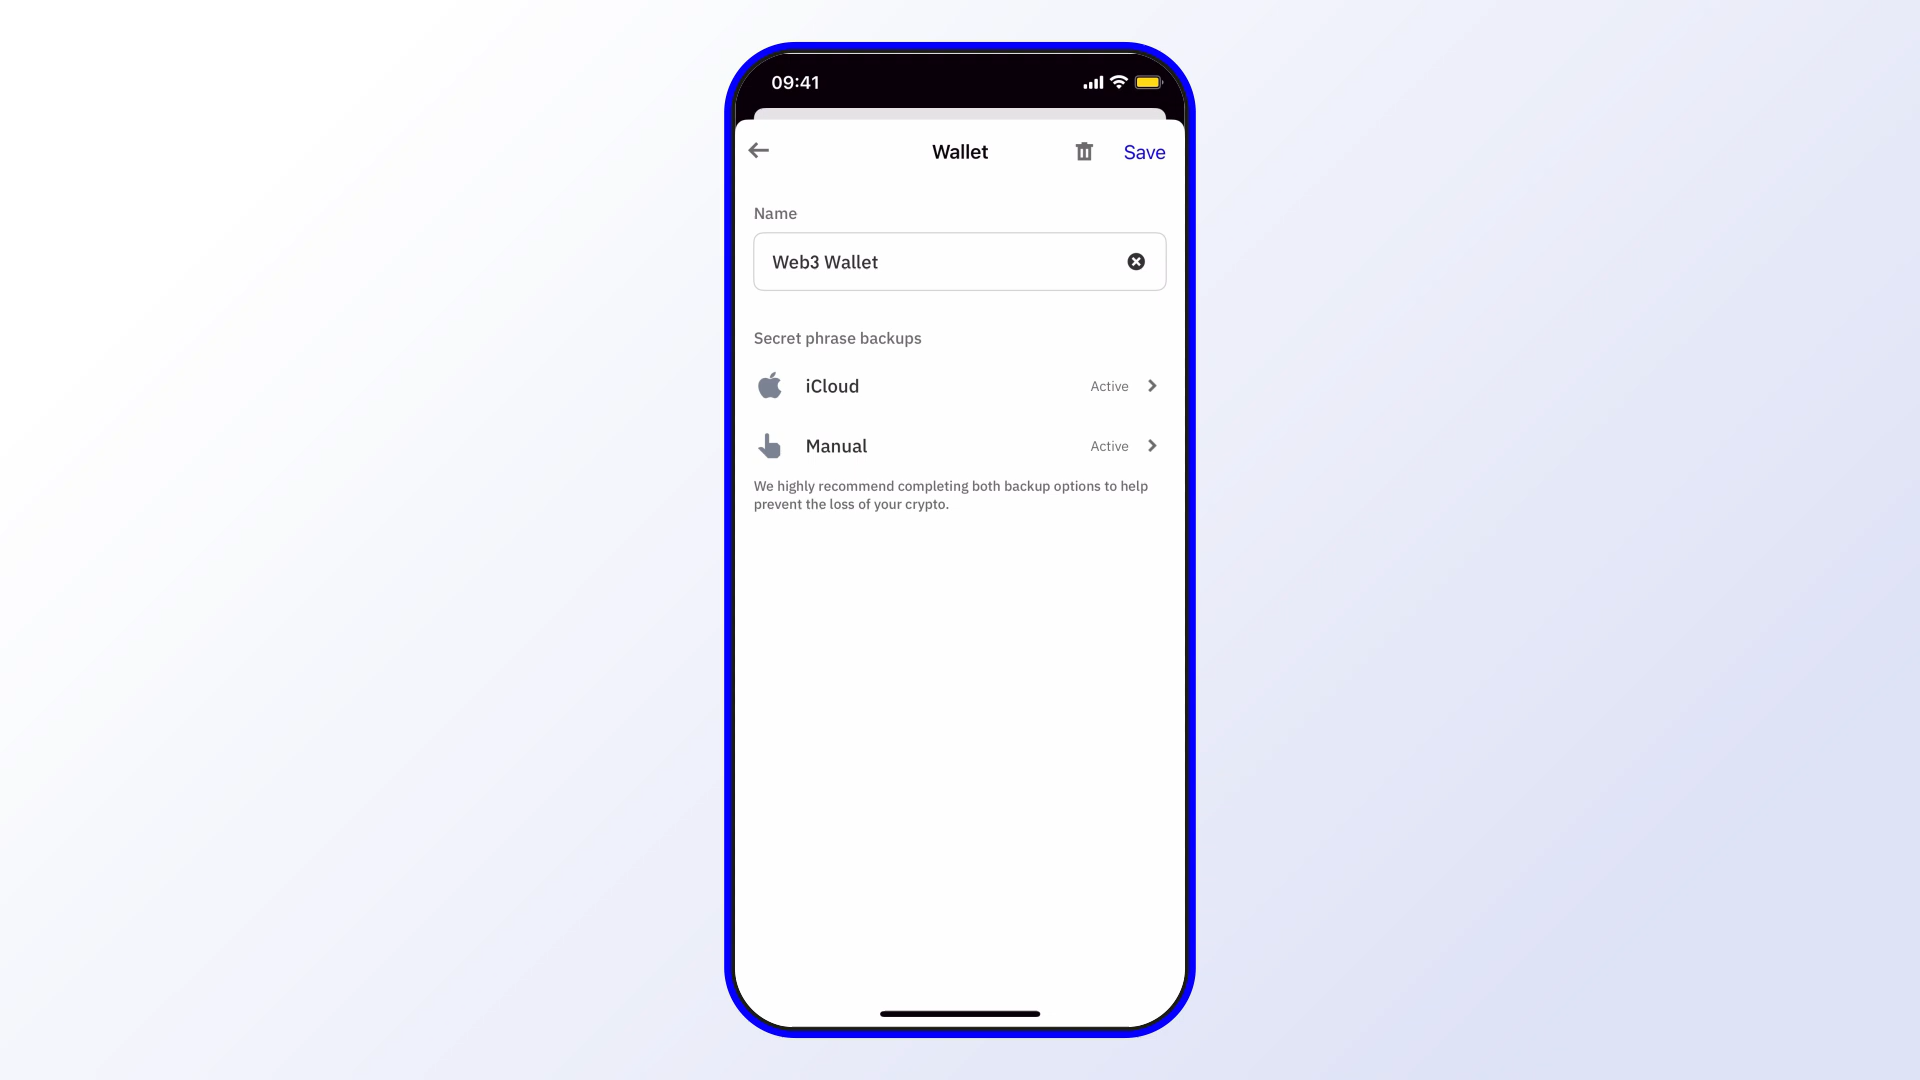 09:41
Wallet
Save
Name
Web3 Wallet
Secret phrase backups
iCloud
Active
Manual
Active
We highly recommend completing both backup options to help
prevent the loss of your crypto.